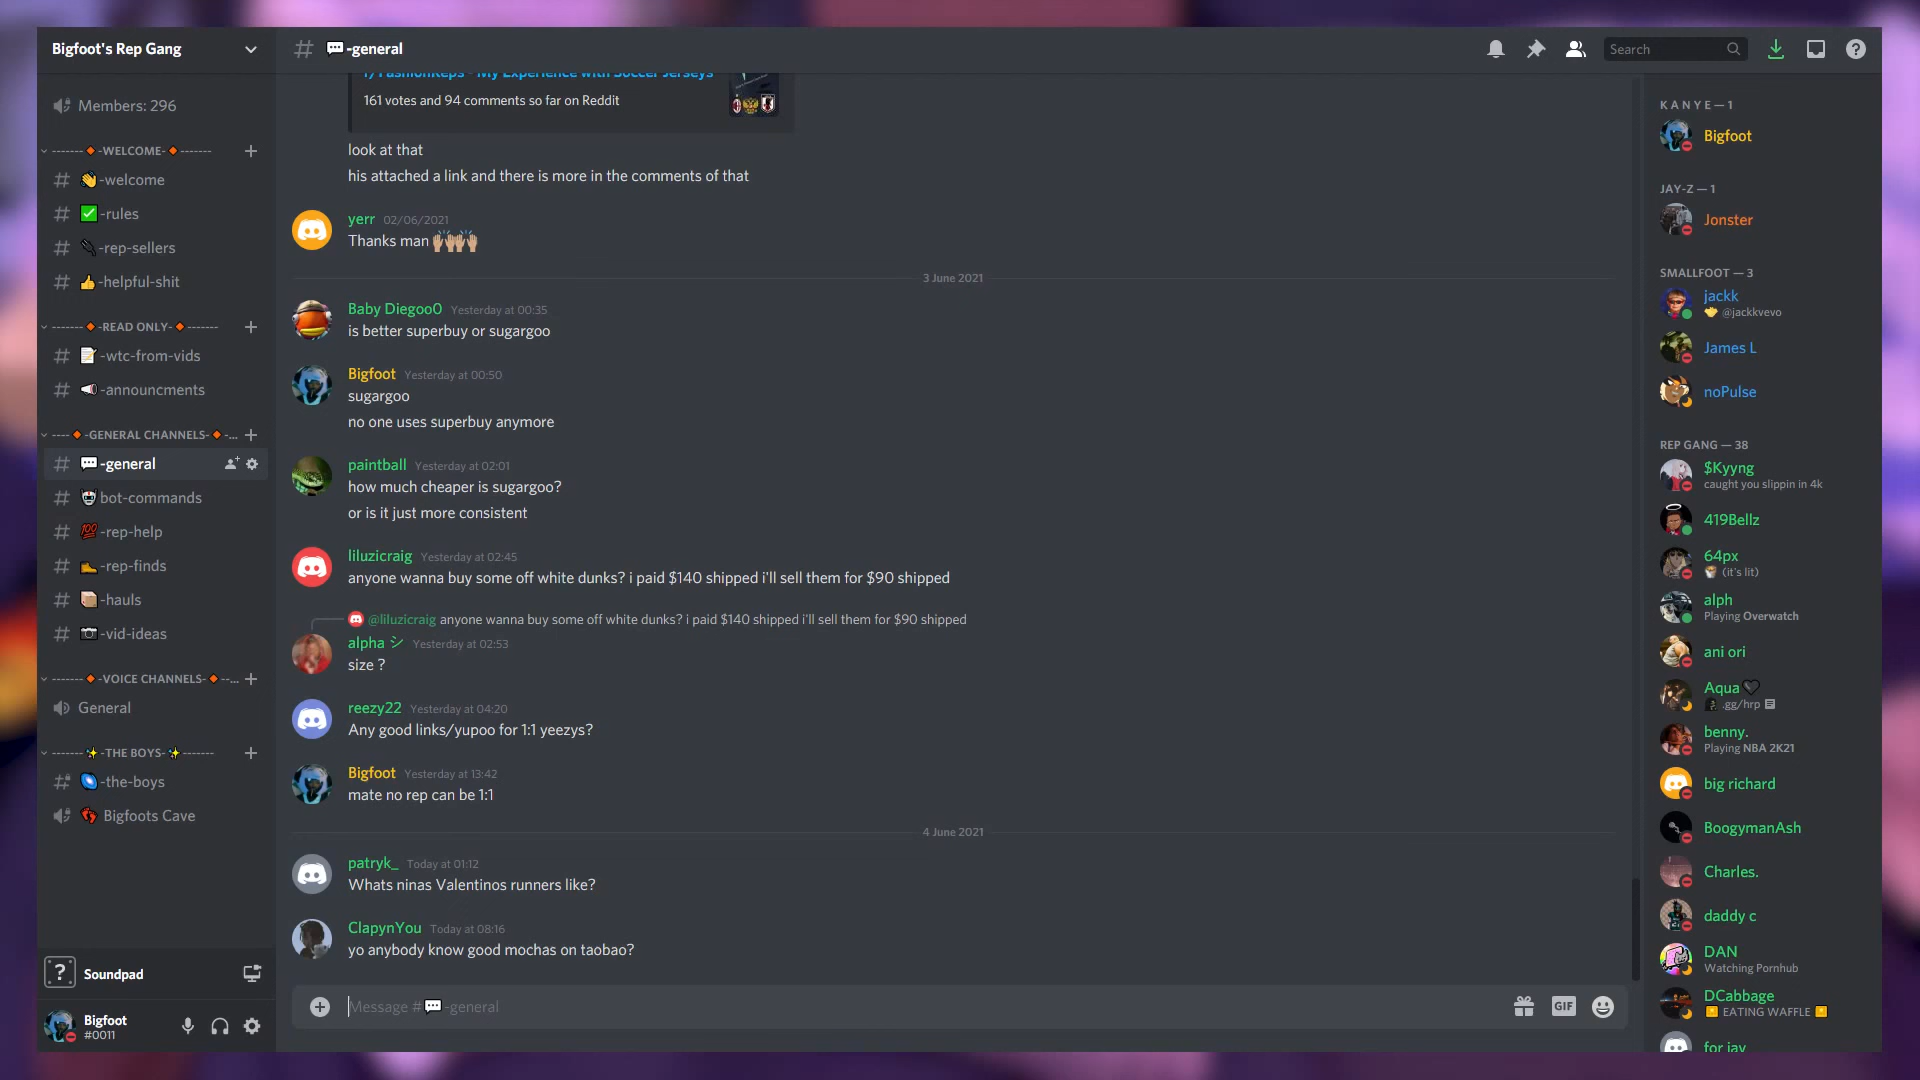 Bigfoot's Rep Gang
Members: 296
------- -WELCOME- -------
-welcome
-rules
-rep-sellers
-helpful-shit
------- -READ ONLY- -------
-wtc-from-vids
-announcments
---- -GENERAL CHANNELS- -...
-general
bot-commands
-rep-help
-rep-finds
-hauls
-vid-ideas
------- -VOICE CHANNELS- --...
General
------- -THE BOYS- -------
-the-boys
Bigfoots Cave
? Soundpad
Bigfoot
#0011
# -general
Search
r/FashionReps - My Experience with Soccer Jerseys
161 votes and 94 comments so far on Reddit
look at that
his attached a link and there is more in the comments of that
yerr 02/06/2021
Thanks man
3 June 2021
Baby Diegoo0 Yesterday at 00:35
is better superbuy or sugargoo
Bigfoot Yesterday at 00:50
sugargoo
no one uses superbuy anymore
paintball Yesterday at 02:01
how much cheaper is sugargoo?
or is it just more consistent
liluzicraig Yesterday at 02:45
anyone wanna buy some off white dunks? i paid $140 shipped i'll sell them for $90 shipped
@liluzicraig anyone wanna buy some off white dunks? i paid $140 shipped i'll sell them for $90 shipped
alpha シ Yesterday at 02:53
size ?
reezy22 Yesterday at 04:20
Any good links/yupoo for 1:1 yeezys?
Bigfoot Yesterday at 13:42
mate no rep can be 1:1
4 June 2021
patryk_ Today at 01:12
Whats ninas Valentinos runners like?
ClapynYou Today at 08:16
yo anybody know good mochas on taobao?
Message # -general
GIF
KANYE — 1
Bigfoot
JAY-Z — 1
Jonster
SMALLFOOT — 3
jackk
@jackkvevo
James L
noPulse
REP GANG — 38
$Kyyng
caught you slippin in 4k
419Bellz
64px
(it's lit)
alph
Playing Overwatch
ani ori
Aqua
.gg/hrp
benny.
Playing NBA 2K21
big richard
BoogymanAsh
Charles.
daddy c
DAN
Watching Pornhub
DCabbage
EATING WAFFLE
for jay